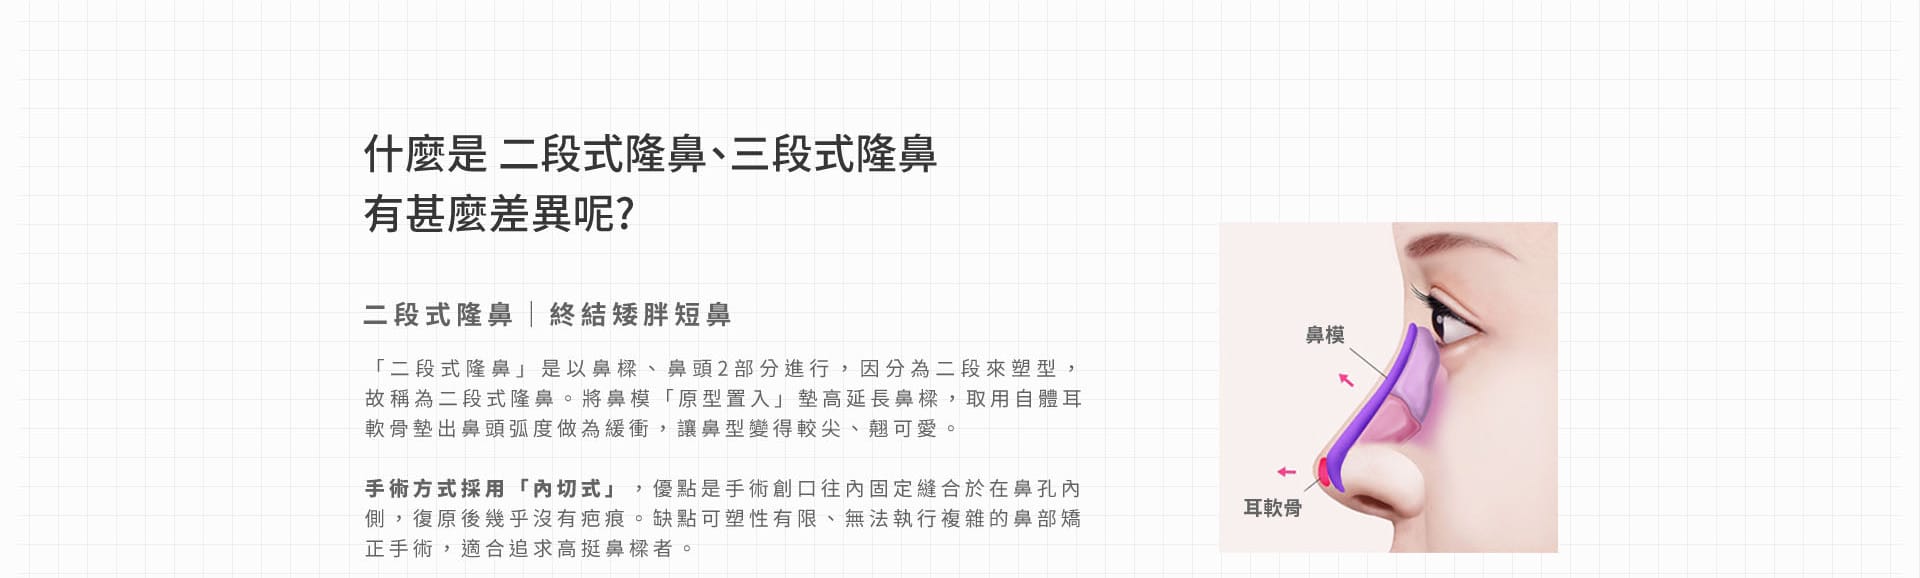 什麼是 二段式隆鼻、三段式隆鼻
有甚麼差異呢?
二段式隆鼻｜終結矮胖短鼻
「二段式隆鼻」是以鼻樑、鼻頭2部分進行，因分為二段來塑型，
故稱為二段式隆鼻。將鼻模「原型置入」墊高延長鼻樑，取用自體耳
軟骨墊出鼻頭弧度做為緩衝，讓鼻型變得較尖、翹可愛。
手術方式採用「內切式」，優點是手術創口往內固定縫合於在鼻孔內
側，復原後幾乎沒有疤痕。缺點可塑性有限、無法執行複雜的鼻部矯
正手術，適合追求高挺鼻樑者。
鼻模
耳軟骨